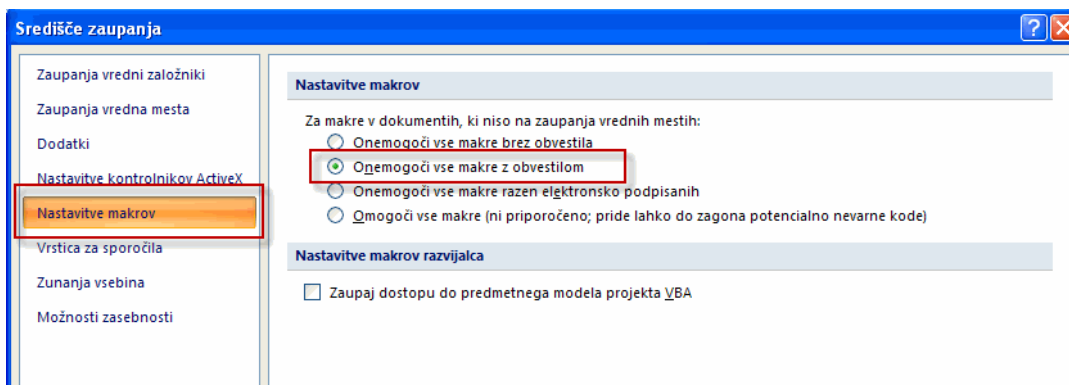 Središče zaupanja
Zaupanja vredni založniki
Zaupanja vredna mesta
Dodatki
Nastavitve kontrolnikov ActiveX
Nastavitve makrov
Vrstica za sporočila
Zunanja vsebina
Možnosti zasebnosti
Nastavitve makrov
Za makre v dokumentih, ki niso na zaupanja vrednih mestih:
Onemogoči vse makre brez obvestila
Onemogoči vse makre z obvestilom
Onemogoči vse makre razen elektronsko podpisanih
Omogoči vse makre (ni priporočeno; pride lahko do zagona potencialno nevarne kode)
Nastavitve makrov razvijalca
Zaupaj dostopu do predmetnega modela projekta VBA